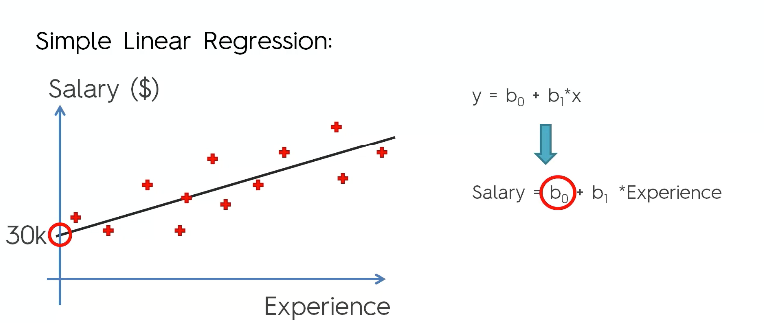 Simple Linear Regression:
Salary ($)
30k
Experience
y = b₀ + b₁*x
Salary = b₀ + b₁ *Experience